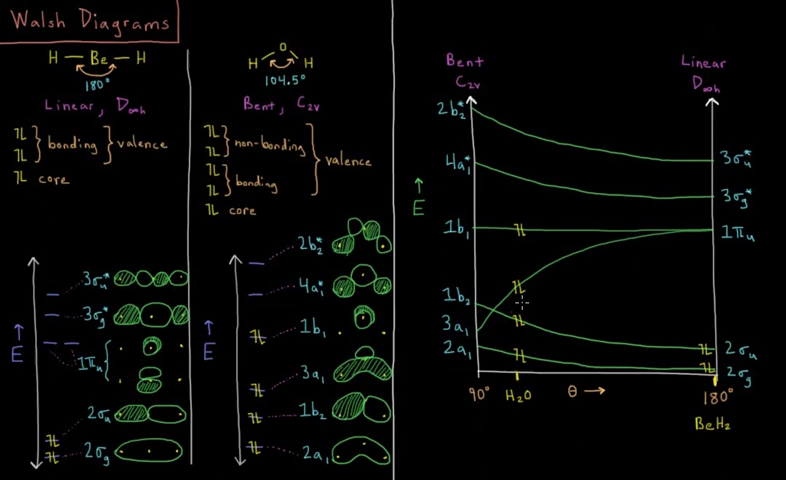 Walsh Diagrams
H — Be — H
180°
Linear, D∞h
bonding
valence
core
O
H H
104.5°
Bent, C2v
non-bonding
bonding
valence
core
E
3σu*
3σg*
1πu
2σu
2σg
E
2b2*
4a1*
1b1
3a1
1b2
2a1
Bent
C2v
Linear
D∞h
E
2b2*
4a1*
1b1
1b2
3a1
2a1
3σu*
3σg*
1πu
2σu
2σg
90° H2O θ → 180°
BeH2